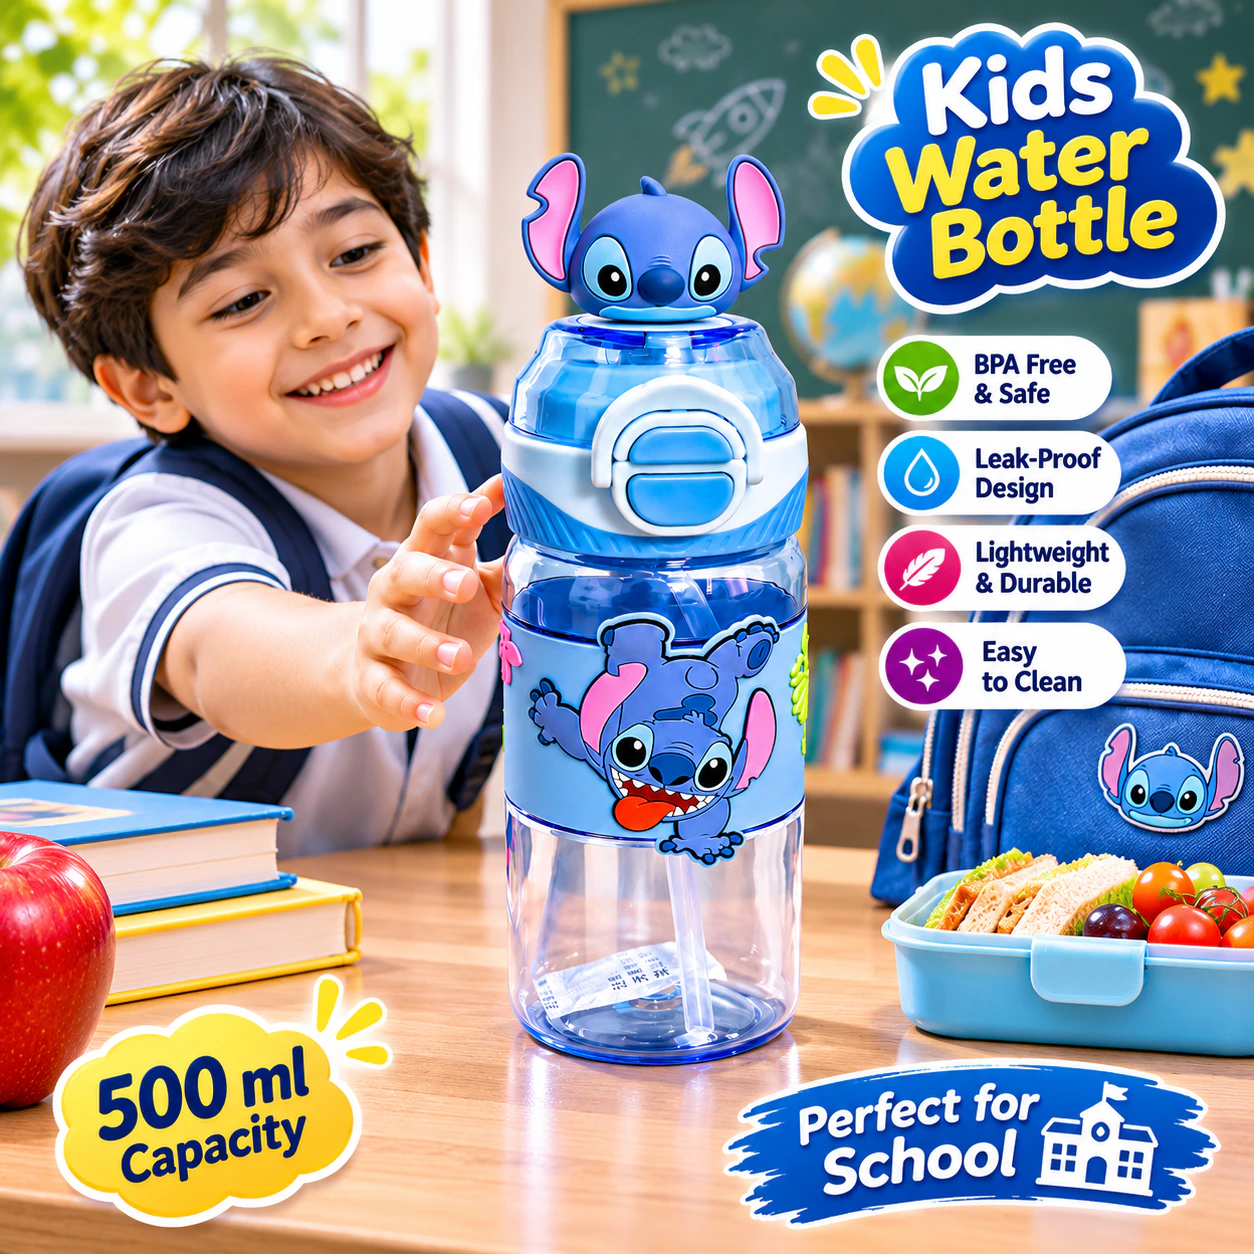 Kids
Water
Bottle
BPA Free
& Safe
Leak-Proof
Design
Lightweight
& Durable
Easy
to Clean
500 ml
Capacity
Perfect for
School